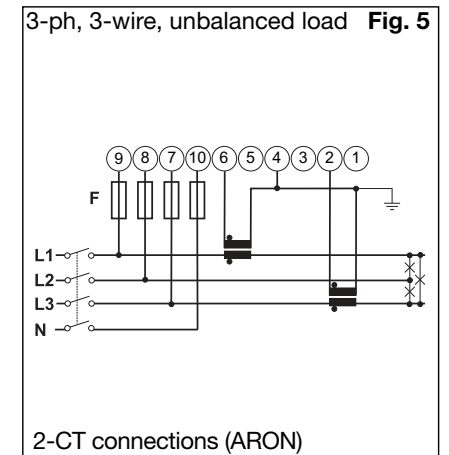 3-ph, 3-wire, unbalanced load Fig. 5
9 8 7 10 6 5 4 3 2 1
F
L1
L2
L3
N
2-CT connections (ARON)